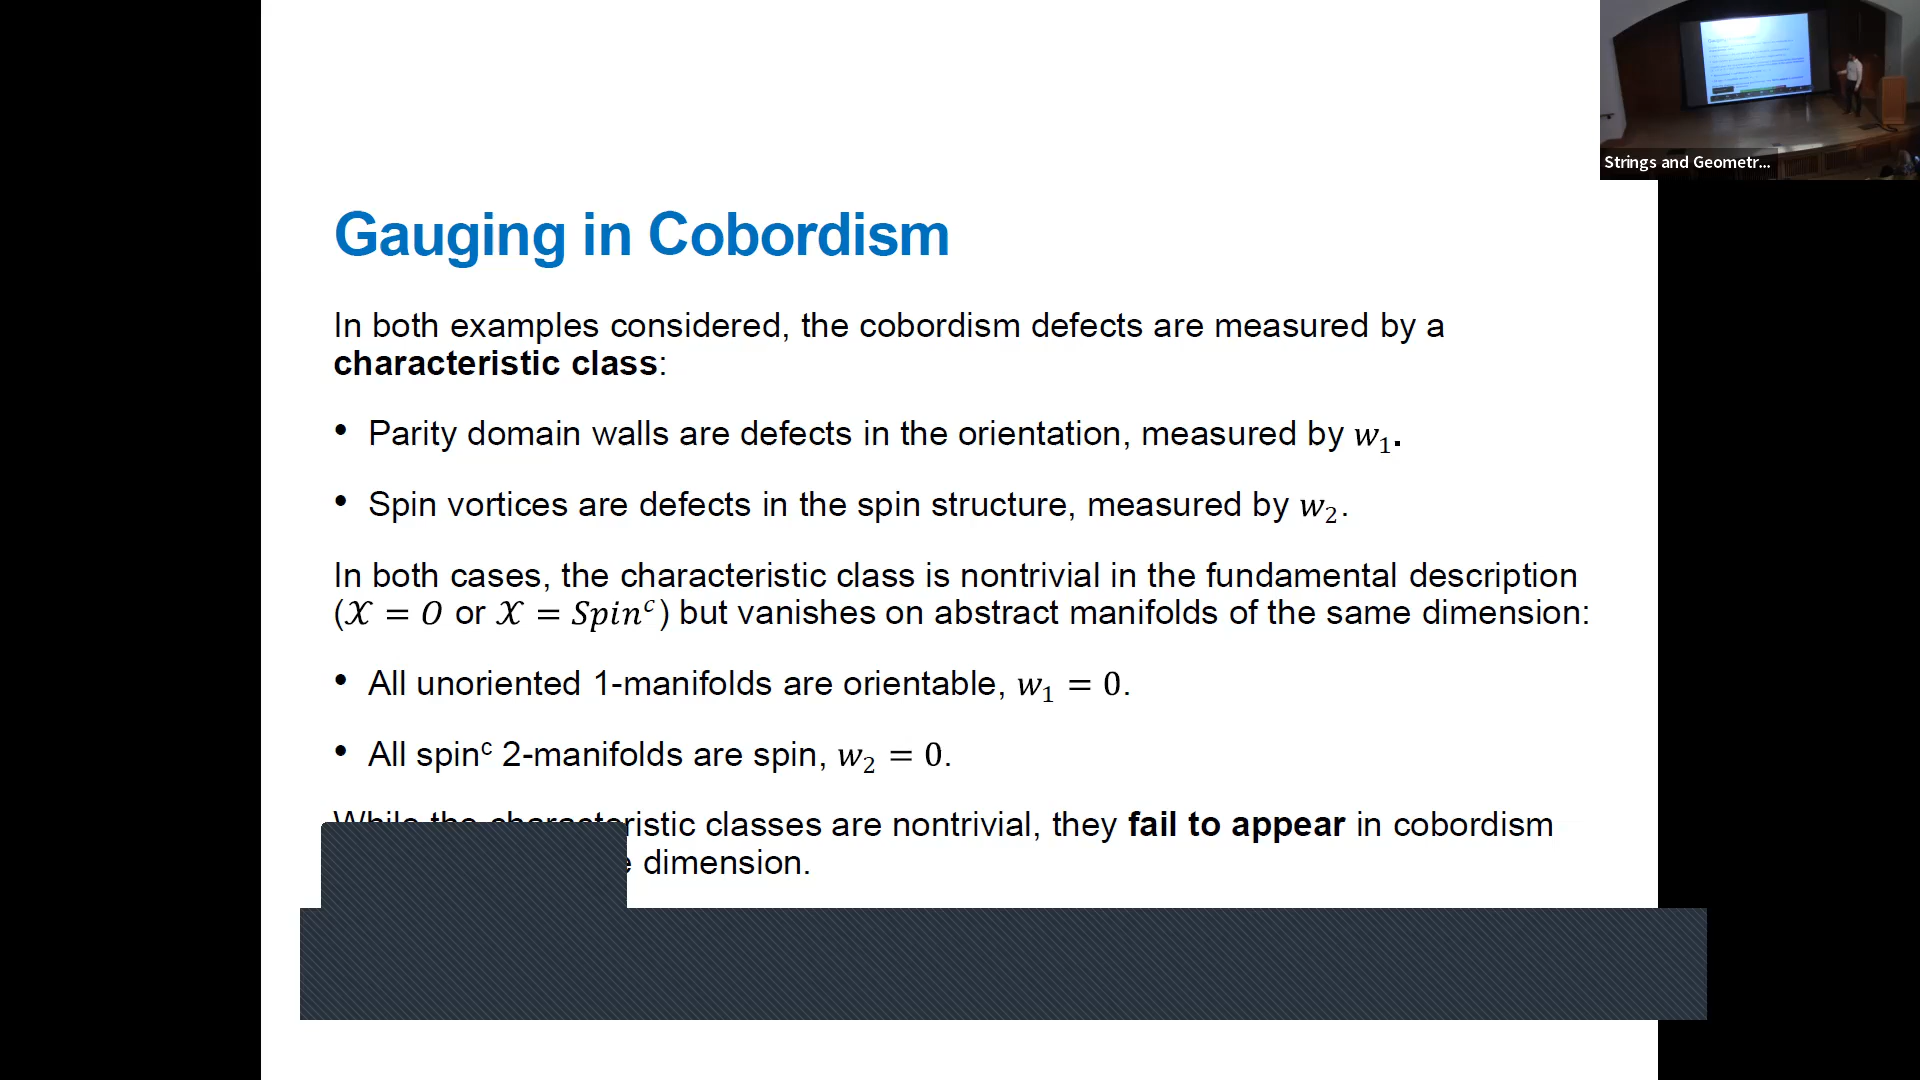 Strings and Geometr...
Gauging in Cobordism
In both examples considered, the cobordism defects are measured by a
characteristic class:
• Parity domain walls are defects in the orientation, measured by w₁.
• Spin vortices are defects in the spin structure, measured by w₂.
In both cases, the characteristic class is nontrivial in the fundamental description
(𝒳 = O or 𝒳 = Spinᶜ) but vanishes on abstract manifolds of the same dimension:
• All unoriented 1-manifolds are orientable, w₁ = 0.
• All spinᶜ 2-manifolds are spin, w₂ = 0.
While the characteristic classes are nontrivial, they fail to appear in cobordism
dimension.